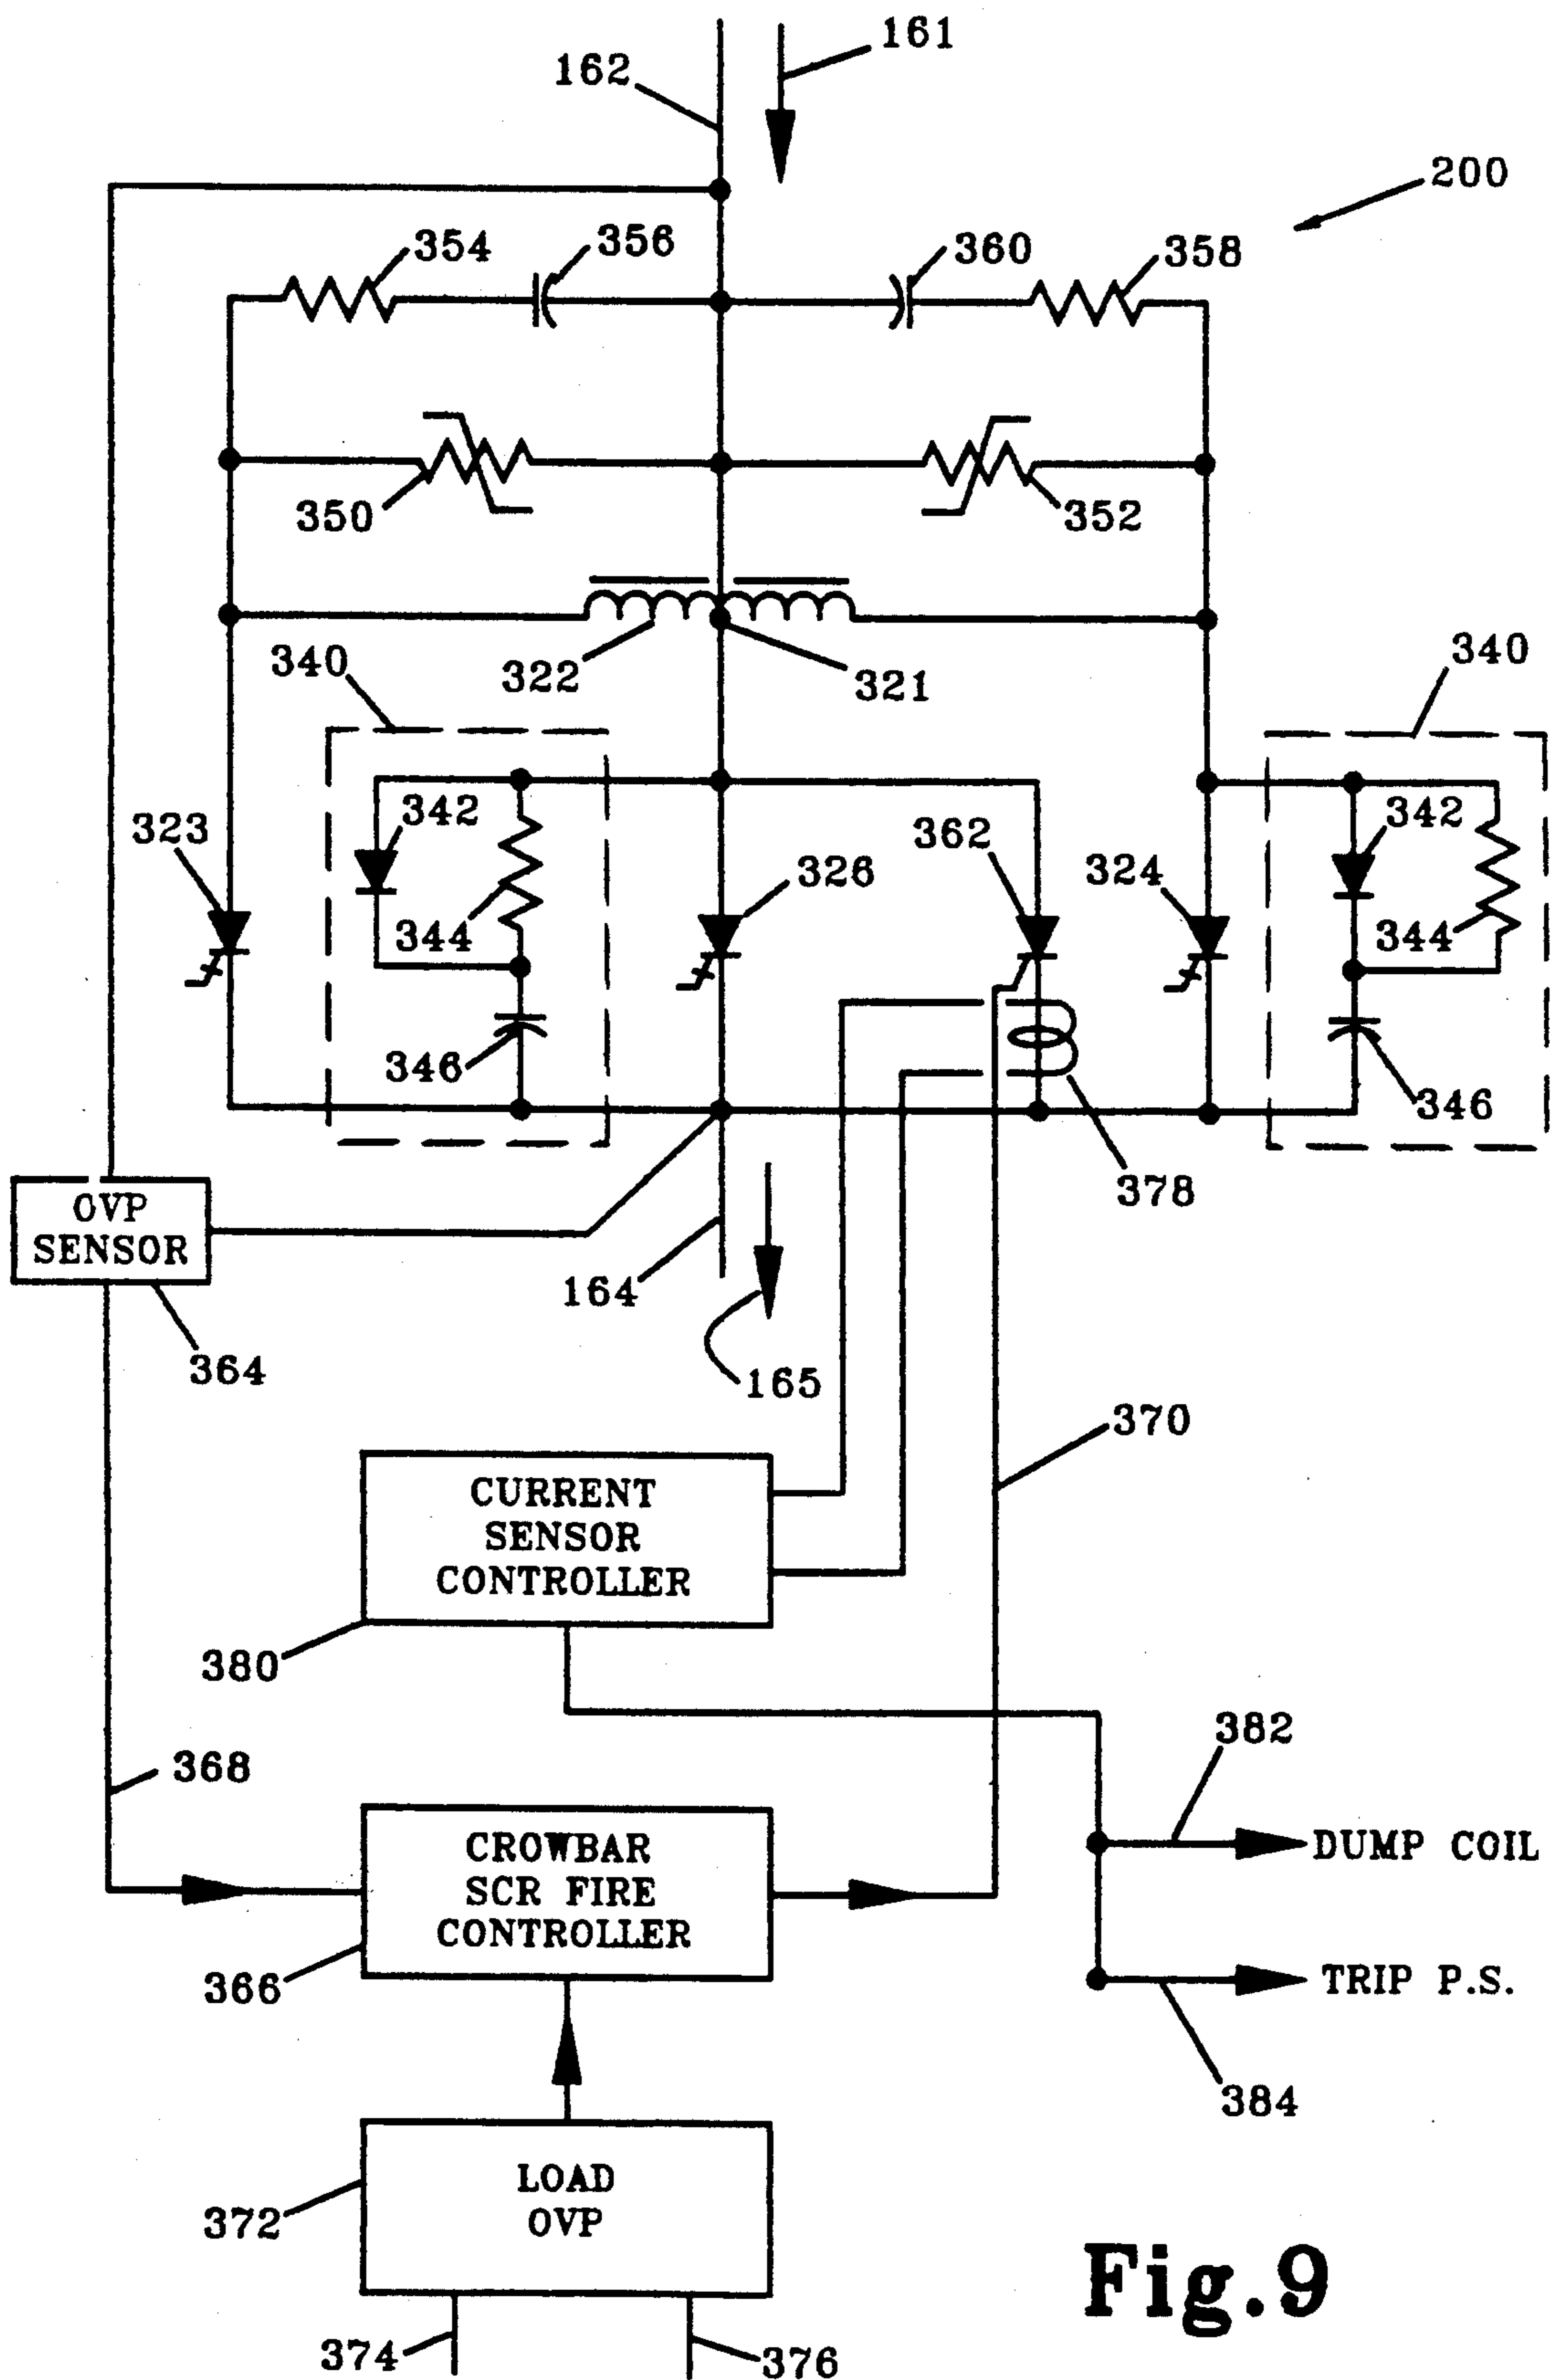 161
162
200
354
356
360
358
350
352
322
321
340
340
323
342
344
326
362
324
342
344
346
346
378
OVP
SENSOR
364
164
165
370
CURRENT
SENSOR
CONTROLLER
380
382
368
CROWBAR
SCR FIRE
CONTROLLER
DUMP COIL
366
TRIP P.S.
384
LOAD
OVP
372
374
376
Fig.9